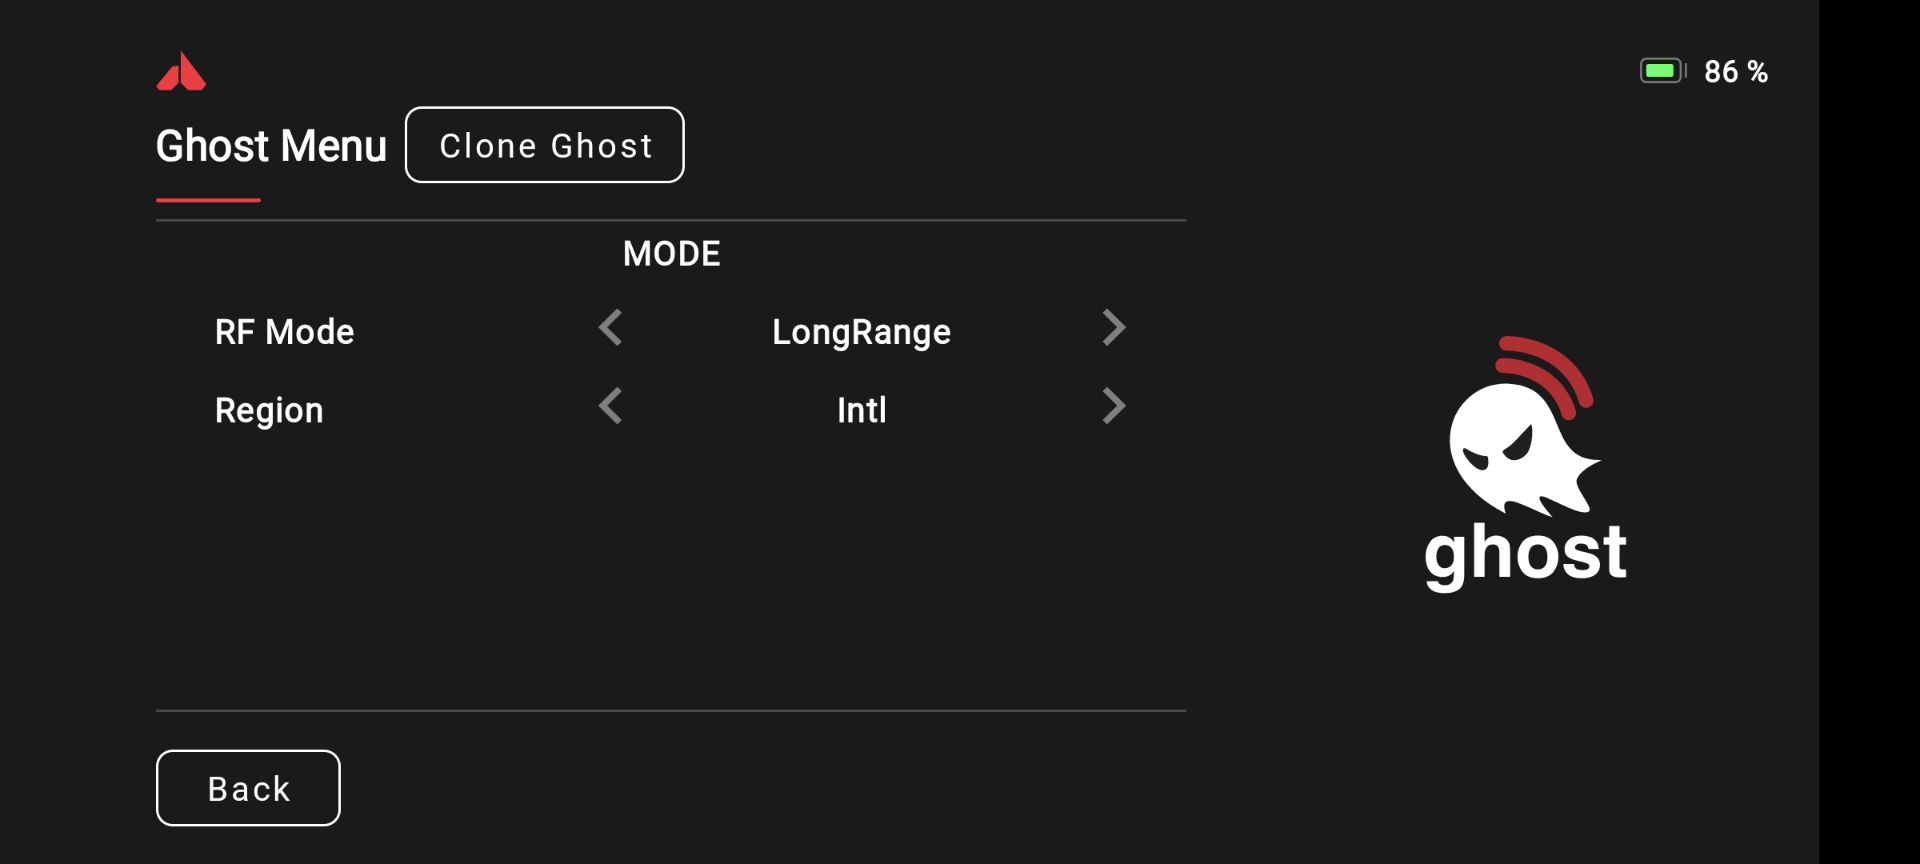 86 %
Ghost Menu
Clone Ghost
MODE
RF Mode
LongRange
Region
Intl
ghost
Back